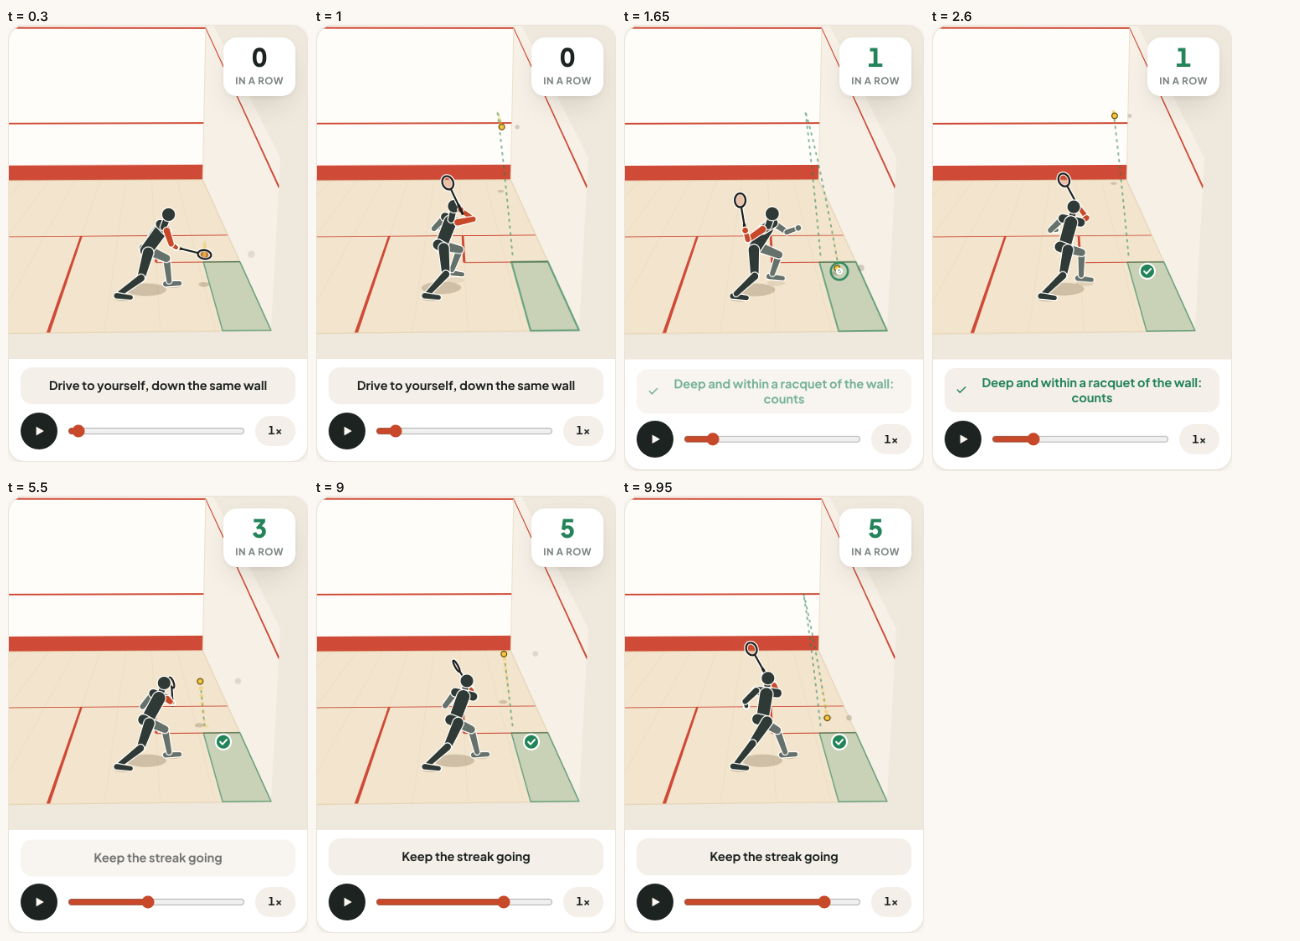 t = 0.3
t = 1
t = 1.65
t = 2.6
0
IN A ROW
0
IN A ROW
1
IN A ROW
1
IN A ROW
Drive to yourself, down the same wall
Drive to yourself, down the same wall
Deep and within a racquet of the wall:
counts
Deep and within a racquet of the wall:
counts
1×
1×
1×
1×
t = 5.5
t = 9
t = 9.95
3
IN A ROW
5
IN A ROW
5
IN A ROW
Keep the streak going
Keep the streak going
Keep the streak going
1×
1×
1×